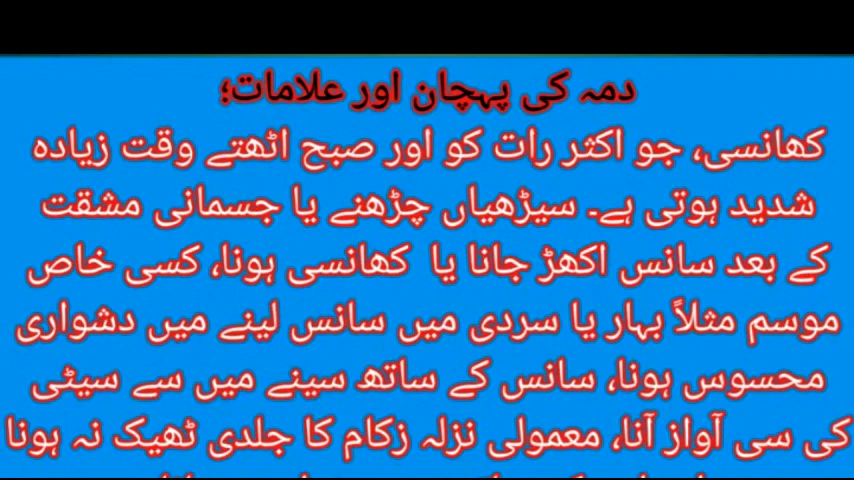 دمہ کی پہچان اور علامات؛
کھانسی، جو اکثر رات کو اور صبح اٹھتے وقت زیادہ
شدید ہوتی ہے۔ سیڑھیاں چڑھنے یا جسمانی مشقت
کے بعد سانس اکھڑ جانا یا کھانسی ہونا، کسی خاص
موسم مثلاً بہار یا سردی میں سانس لینے میں دشواری
محسوس ہونا، سانس کے ساتھ سینے میں سے سیٹی
کی سی آواز آنا، معمولی نزلہ زکام کا جلدی ٹھیک نہ ہونا